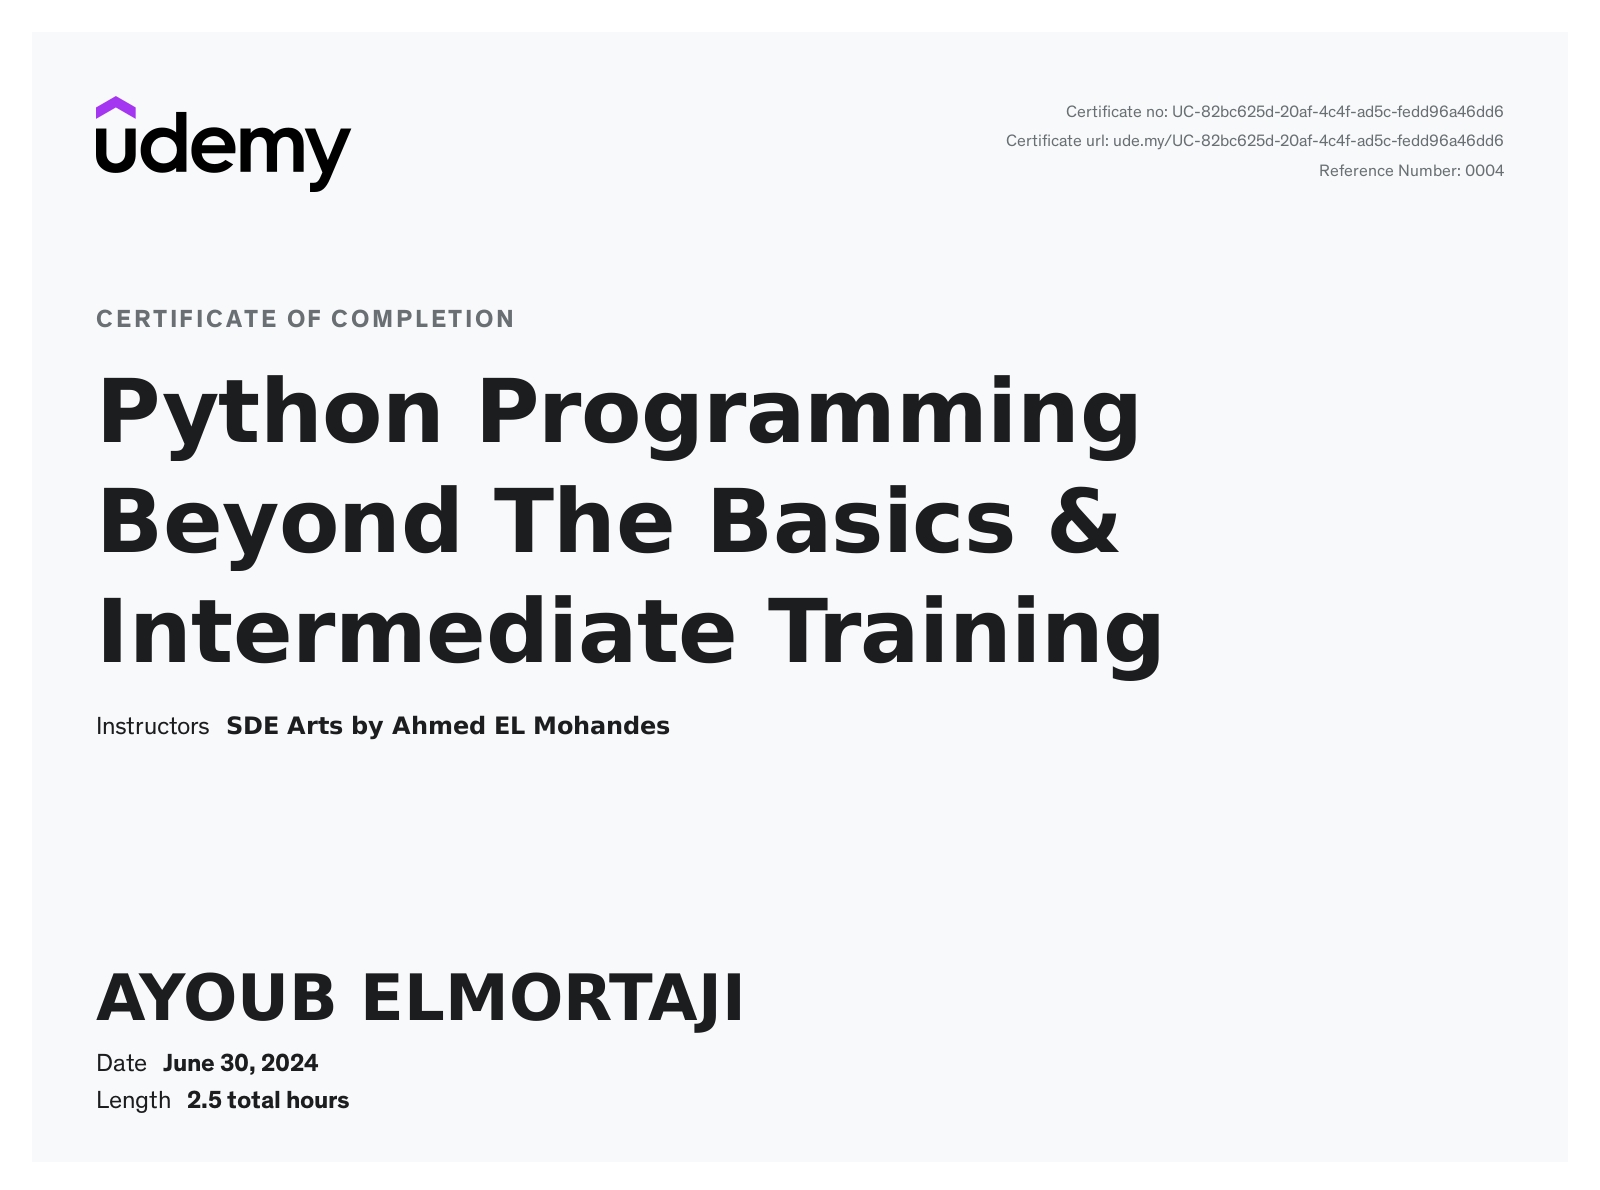 udemy
Certificate no: UC-82bc625d-20af-4c4f-ad5c-fedd96a46dd6
Certificate url: ude.my/UC-82bc625d-20af-4c4f-ad5c-fedd96a46dd6
Reference Number: 0004
CERTIFICATE OF COMPLETION
Python Programming
Beyond The Basics &
Intermediate Training
Instructors SDE Arts by Ahmed EL Mohandes
AYOUB ELMORTAJI
Date June 30, 2024
Length 2.5 total hours